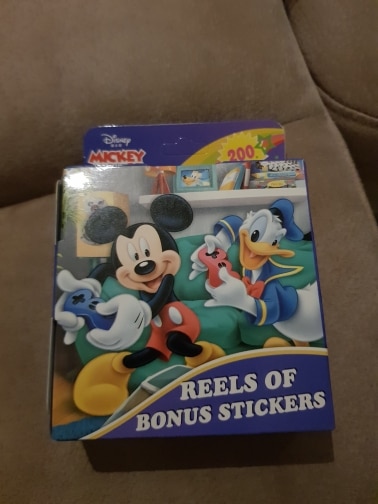 Disney
MICKEY
200
REELS OF
BONUS STICKERS